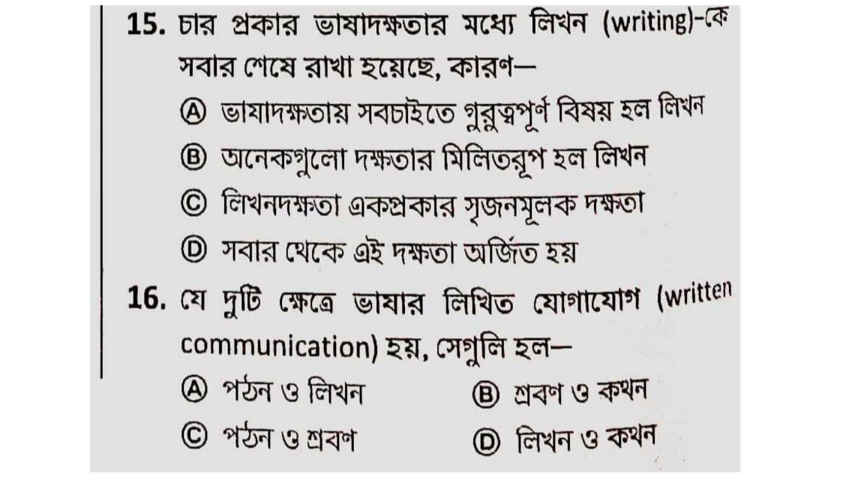 15. চার প্রকার ভাষাদক্ষতার মধ্যে লিখন (writing)-কে
সবার শেষে রাখা হয়েছে, কারণ—
Ⓐ ভাষাদক্ষতায় সবচাইতে গুরুত্বপূর্ণ বিষয় হল লিখন
Ⓑ অনেকগুলো দক্ষতার মিলিতরূপ হল লিখন
Ⓒ লিখনদক্ষতা একপ্রকার সৃজনমূলক দক্ষতা
Ⓓ সবার থেকে এই দক্ষতা অর্জিত হয়
16. যে দুটি ক্ষেত্রে ভাষার লিখিত যোগাযোগ (written
communication) হয়, সেগুলি হল—
Ⓐ পঠন ও লিখন Ⓑ শ্রবণ ও কথন
Ⓒ পঠন ও শ্রবণ Ⓓ লিখন ও কথন